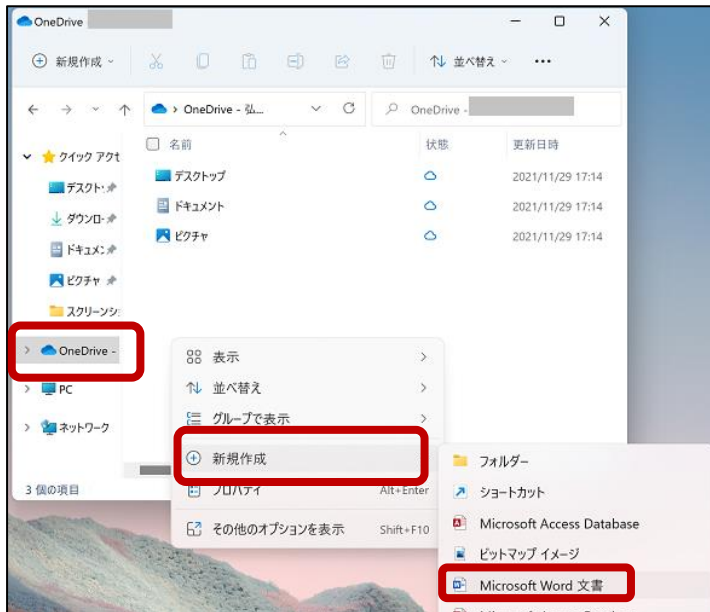 OneDrive
新規作成
並べ替え
OneDrive - 弘...
OneDrive -
名前 状態 更新日時
クイック アクセ
デスクトップ 2021/11/29 17:14
ドキュメント 2021/11/29 17:14
ピクチャ 2021/11/29 17:14
デスクト
ダウンロ
ドキュメ
ピクチャ
スクリーンシ
OneDrive -
PC
ネットワーク
3 個の項目
表示
並べ替え
グループで表示
新規作成
プロパティ Alt+Enter
その他のオプションを表示 Shift+F10
フォルダー
ショートカット
Microsoft Access Database
ビットマップ イメージ
Microsoft Word 文書